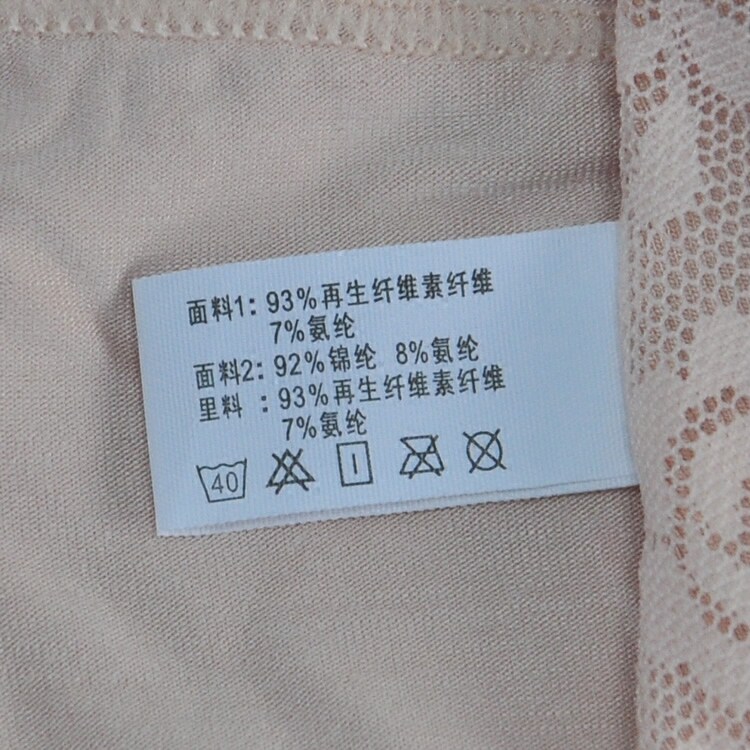 面料1: 93%再生纤维素纤维
7%氨纶
面料2: 92%锦纶 8%氨纶
里料 : 93%再生纤维素纤维
7%氨纶
40